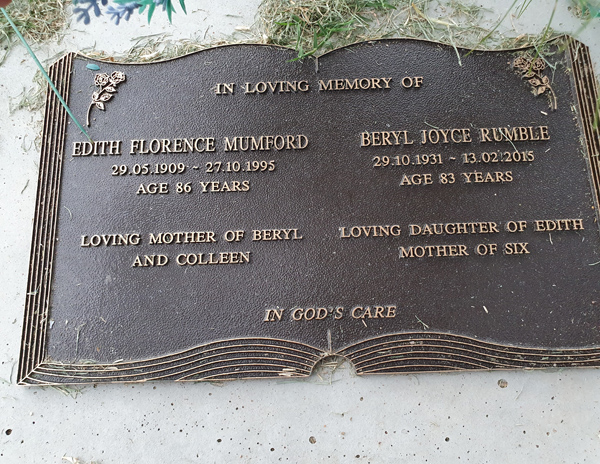 IN LOVING MEMORY OF
EDITH FLORENCE MUMFORD
29.05.1909 ~ 27.10.1995
AGE 86 YEARS
LOVING MOTHER OF BERYL
AND COLLEEN
BERYL JOYCE RUMBLE
29.10.1931 ~ 13.02.2015
AGE 83 YEARS
LOVING DAUGHTER OF EDITH
MOTHER OF SIX
IN GOD'S CARE